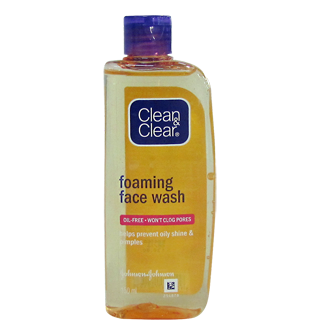 Clean &
Clear®
foaming
face wash
OIL-FREE • WON'T CLOG PORES
helps prevent oily shine &
pimples
Johnson & Johnson